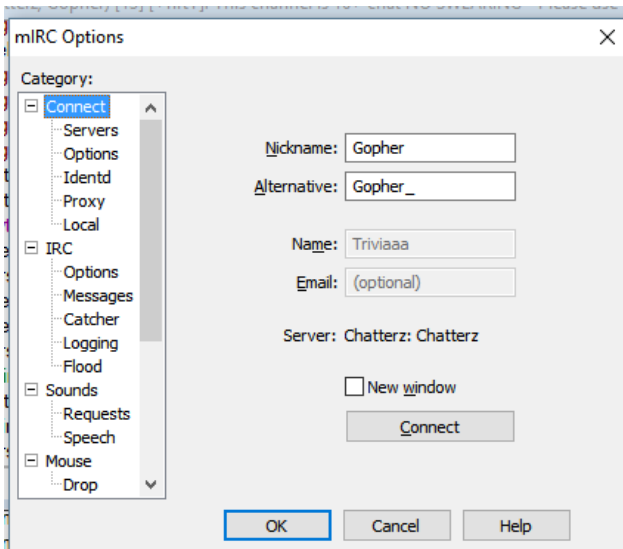 mIRC Options
Category:
Connect
Servers
Options
Identd
Proxy
Local
IRC
Options
Messages
Catcher
Logging
Flood
Sounds
Requests
Speech
Mouse
Drop
Nickname: Gopher
Alternative: Gopher_
Name: Triviaaa
Email: (optional)
Server: Chatterz: Chatterz
New window
Connect
OK Cancel Help